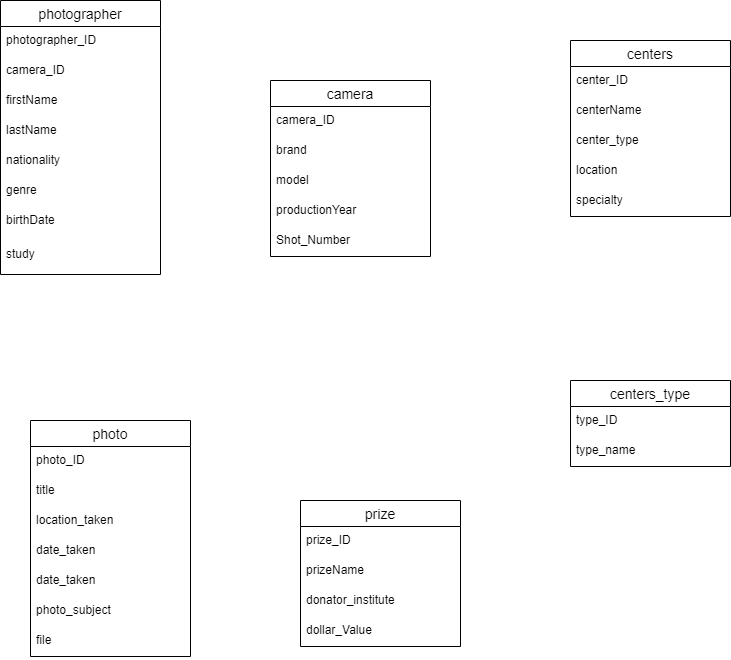 photographer
photographer_ID
camera_ID
firstName
lastName
nationality
genre
birthDate
study
camera
camera_ID
brand
model
productionYear
Shot_Number
centers
center_ID
centerName
center_type
location
specialty
photo
photo_ID
title
location_taken
date_taken
date_taken
photo_subject
file
prize
prize_ID
prizeName
donator_institute
dollar_Value
centers_type
type_ID
type_name